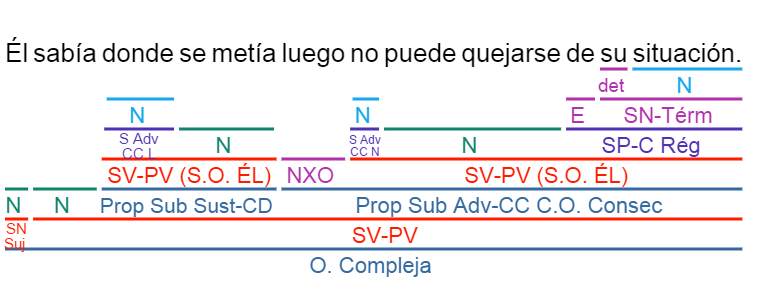 Él sabía donde se metía luego no puede quejarse de su situación.
det N
N N E SN-Térm
S Adv CC L N S Adv CC N N SP-C Rég
SV-PV (S.O. ÉL) NXO SV-PV (S.O. ÉL)
N N Prop Sub Sust-CD Prop Sub Adv-CC C.O. Consec
SN Suj SV-PV
O. Compleja